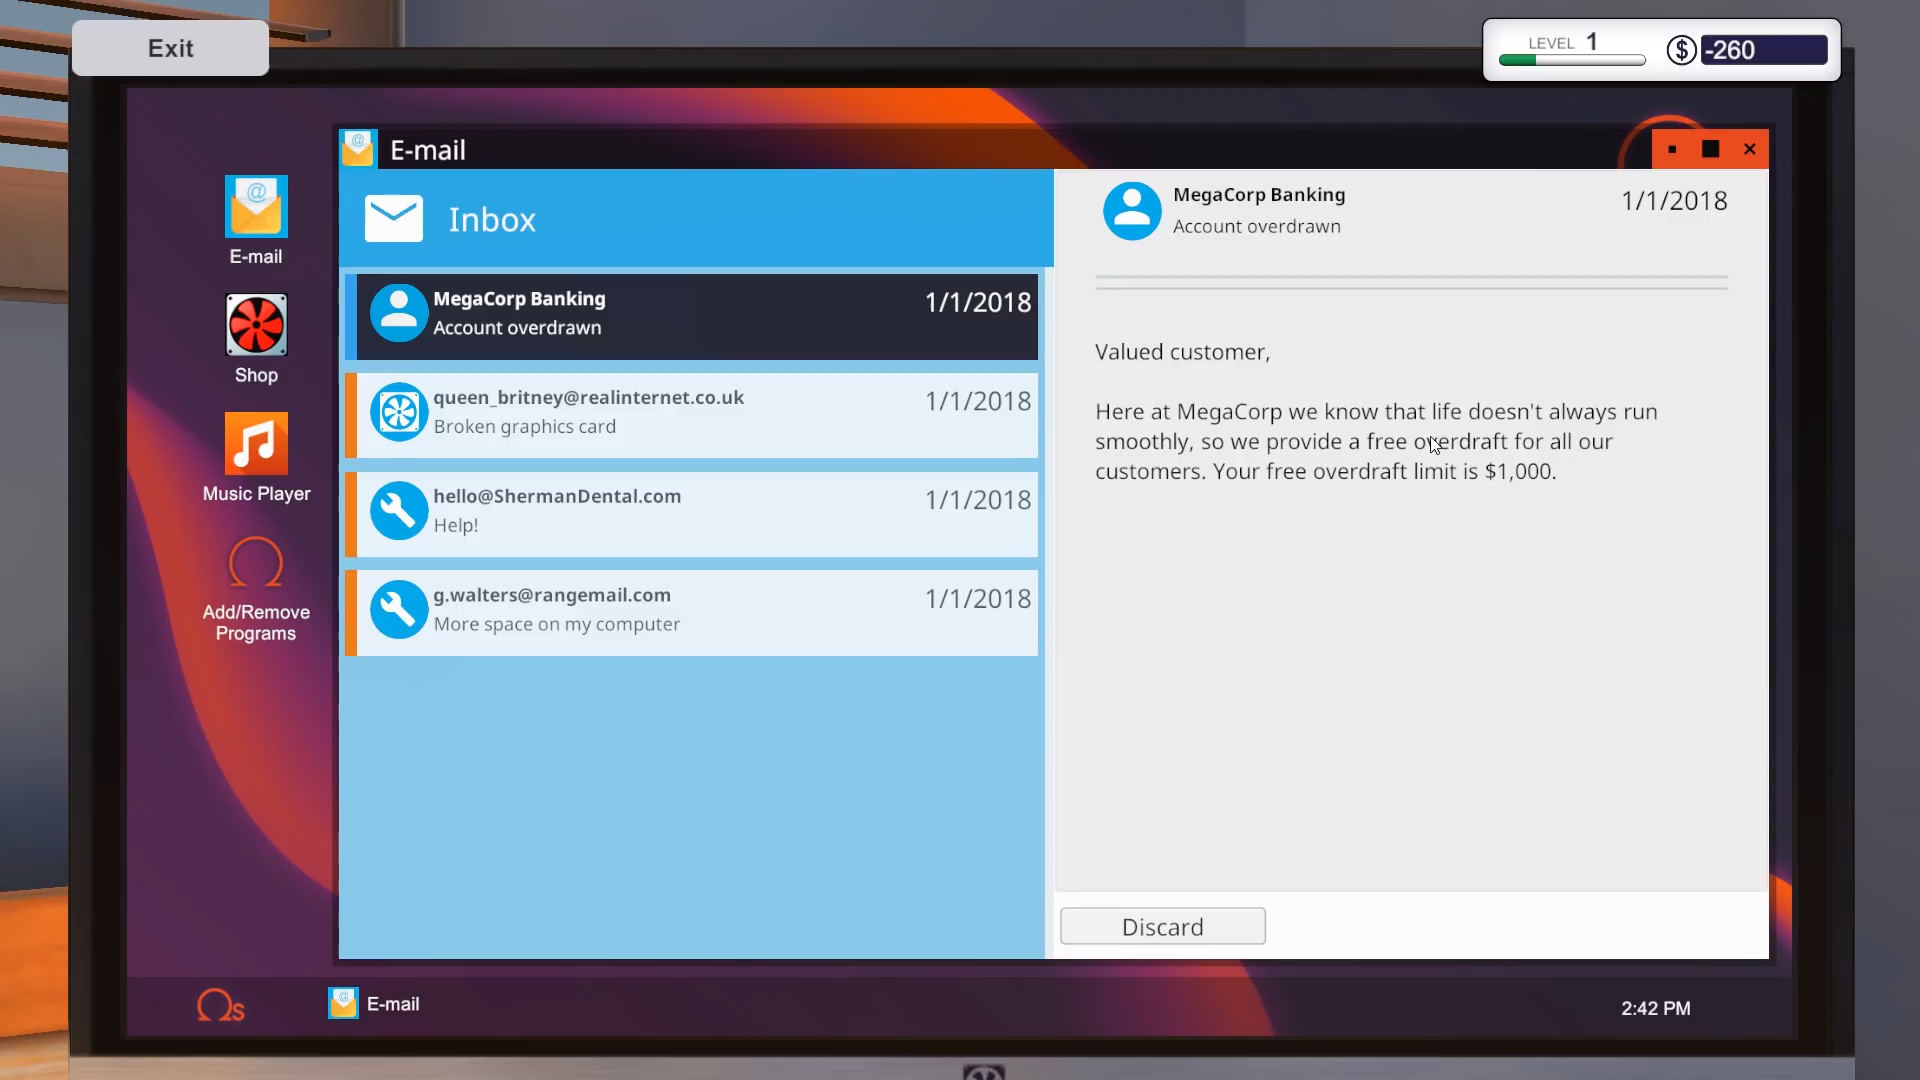 Exit
LEVEL 1
$ -260
E-mail
E-mail
Shop
Music Player
Add/Remove
Programs
Inbox
MegaCorp Banking
1/1/2018
Account overdrawn
queen_britney@realinternet.co.uk
1/1/2018
Broken graphics card
hello@ShermanDental.com
1/1/2018
Help!
g.walters@rangemail.com
1/1/2018
More space on my computer
MegaCorp Banking
1/1/2018
Account overdrawn
Valued customer,
Here at MegaCorp we know that life doesn't always run
smoothly, so we provide a free overdraft for all our
customers. Your free overdraft limit is $1,000.
Discard
Ωs
E-mail
2:42 PM